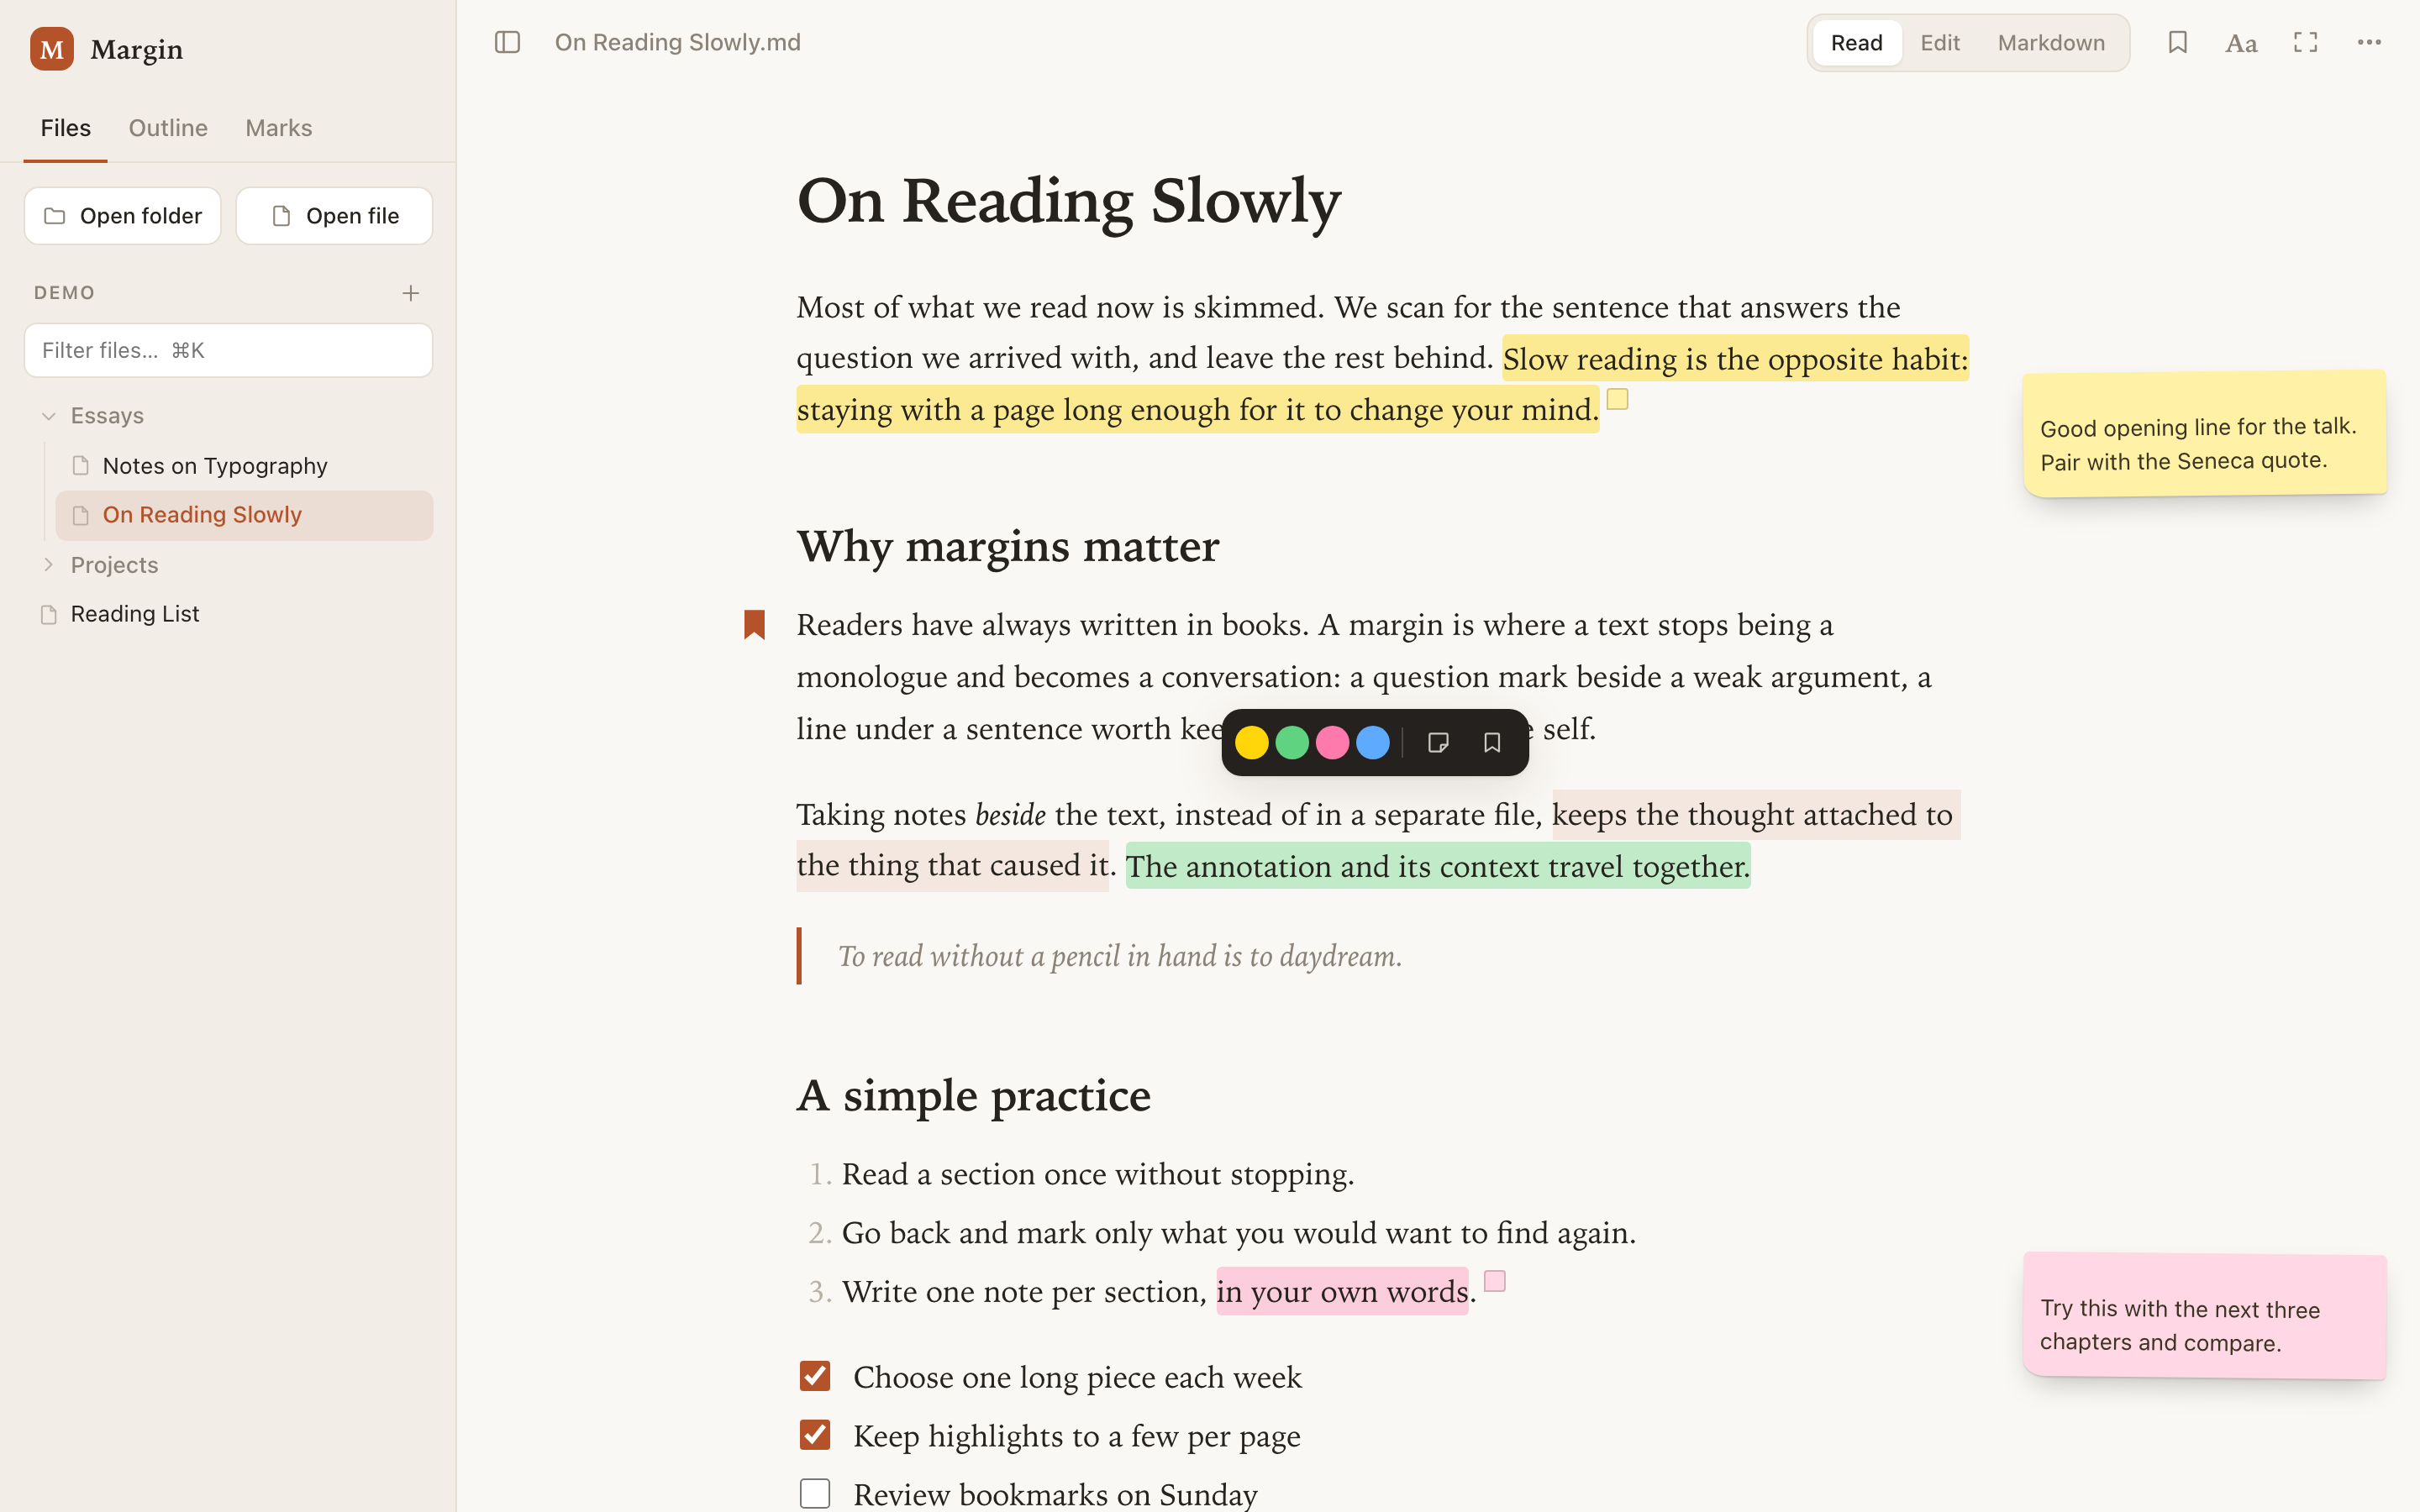 M Margin
Files Outline Marks
Open folder Open file
DEMO
Filter files... ⌘K
Essays
Notes on Typography
On Reading Slowly
Projects
Reading List
On Reading Slowly.md
Read Edit Markdown Aa
On Reading Slowly
Most of what we read now is skimmed. We scan for the sentence that answers the
question we arrived with, and leave the rest behind. Slow reading is the opposite habit:
staying with a page long enough for it to change your mind.
Good opening line for the talk.
Pair with the Seneca quote.
Why margins matter
Readers have always written in books. A margin is where a text stops being a
monologue and becomes a conversation: a question mark beside a weak argument, a
line under a sentence worth self.
Taking notes beside the text, instead of in a separate file, keeps the thought attached to
the thing that caused it. The annotation and its context travel together.
To read without a pencil in hand is to daydream.
A simple practice
1. Read a section once without stopping.
2. Go back and mark only what you would want to find again.
3. Write one note per section, in your own words.
Try this with the next three
chapters and compare.
Choose one long piece each week
Keep highlights to a few per page
Review bookmarks on Sunday